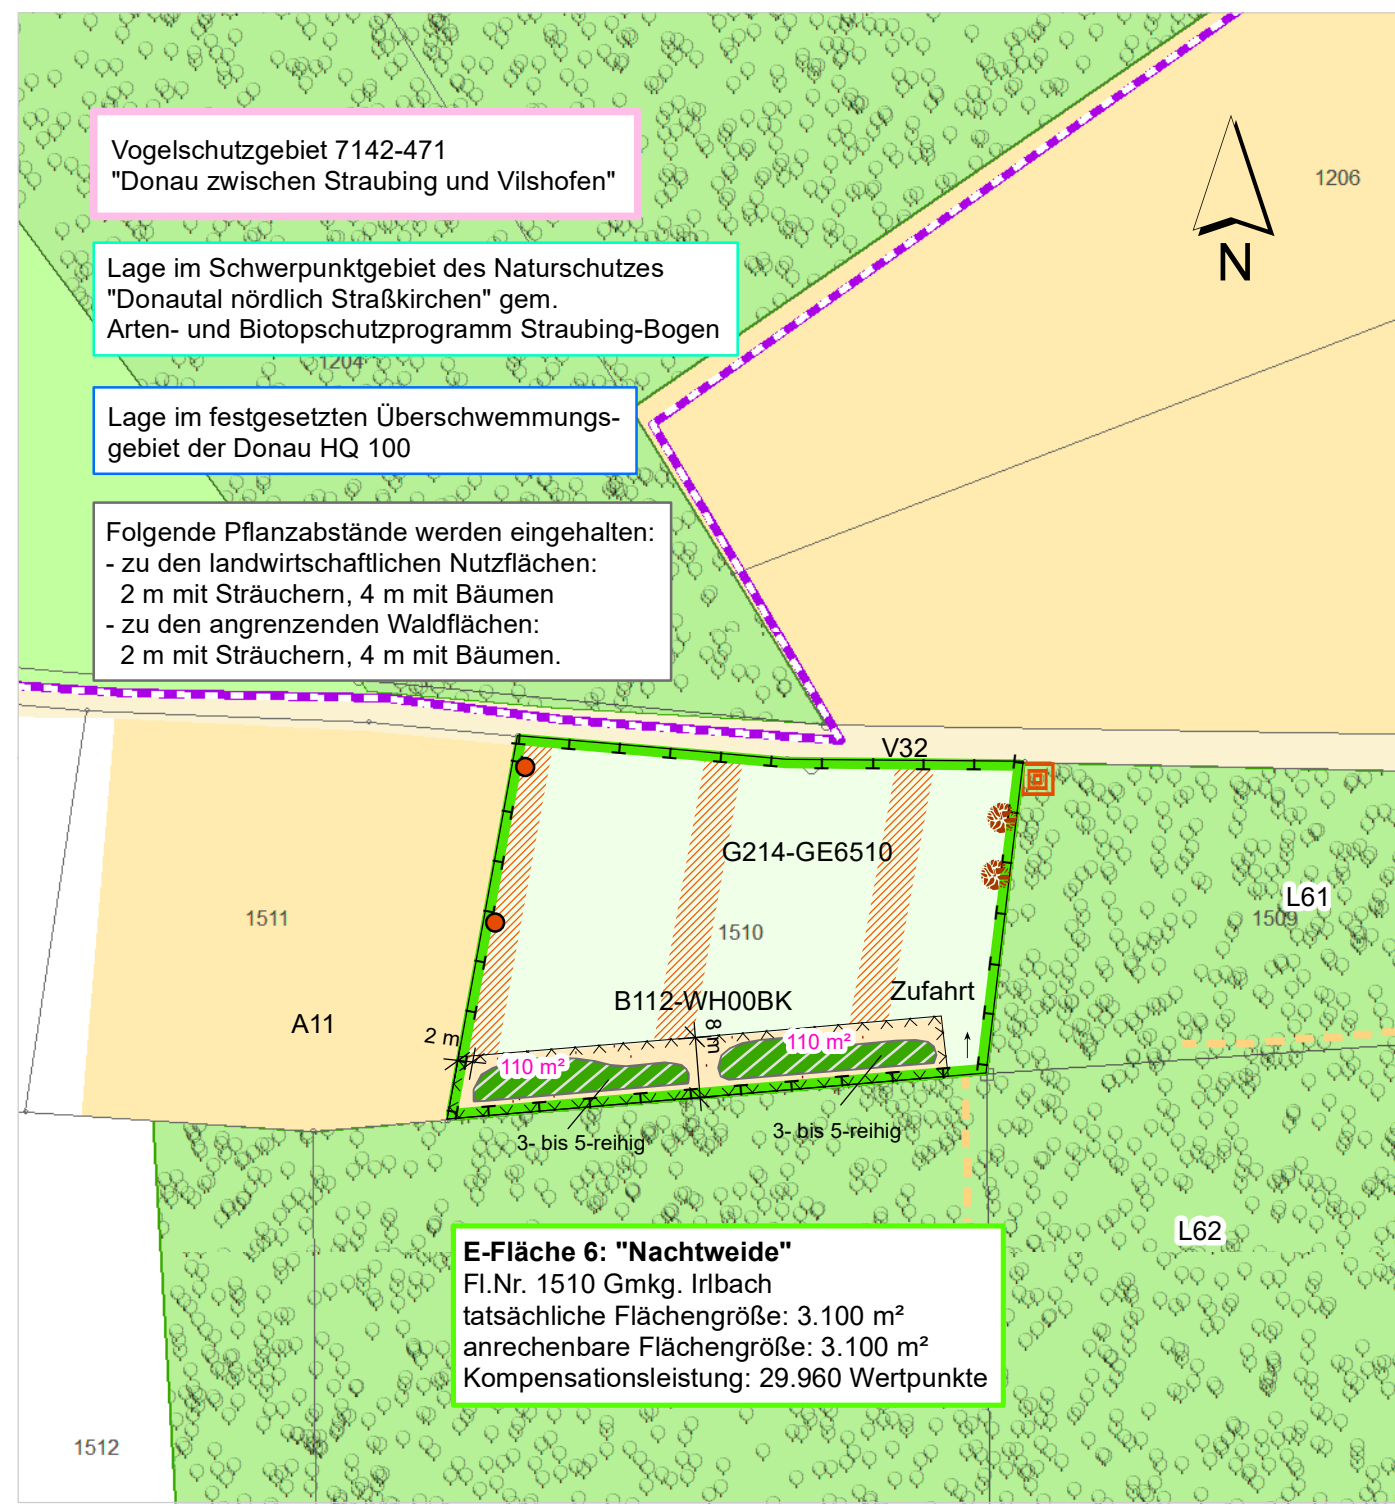 Vogelschutzgebiet 7142-471
"Donau zwischen Straubing und Vilshofen"
1206
N
Lage im Schwerpunktgebiet des Naturschutzes
"Donautal nördlich Straßkirchen" gem.
Arten- und Biotopschutzprogramm Straubing-Bogen
1204
Lage im festgesetzten Überschwemmungs-
gebiet der Donau HQ 100
Folgende Pflanzabstände werden eingehalten:
- zu den landwirtschaftlichen Nutzflächen:
2 m mit Sträuchern, 4 m mit Bäumen
- zu den angrenzenden Waldflächen:
2 m mit Sträuchern, 4 m mit Bäumen.
V32
G214-GE6510
L61
1511
1510
1509
B112-WH00BK
Zufahrt
A11
2 m
8 m
110 m²
110 m²
3- bis 5-reihig
3- bis 5-reihig
L62
E-Fläche 6: "Nachtweide"
Fl.Nr. 1510 Gmkg. Irlbach
tatsächliche Flächengröße: 3.100 m²
anrechenbare Flächengröße: 3.100 m²
Kompensationsleistung: 29.960 Wertpunkte
1512